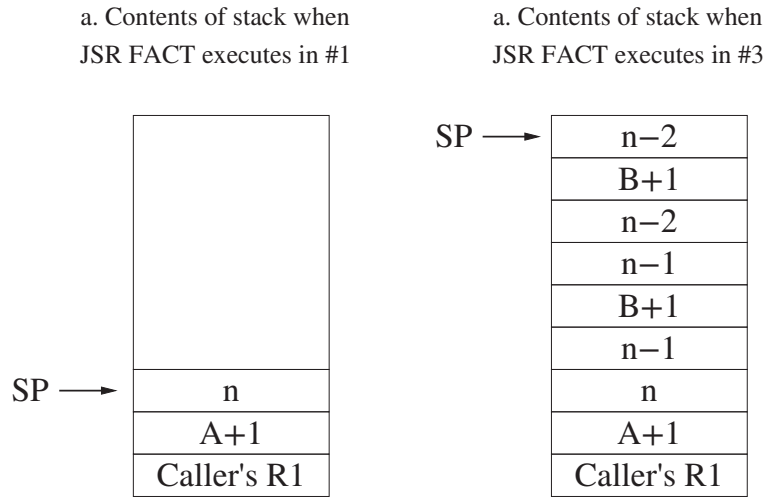 a. Contents of stack when
JSR FACT executes in #1
SP
n
A+1
Caller's R1
a. Contents of stack when
JSR FACT executes in #3
SP
n−2
B+1
n−2
n−1
B+1
n−1
n
A+1
Caller's R1